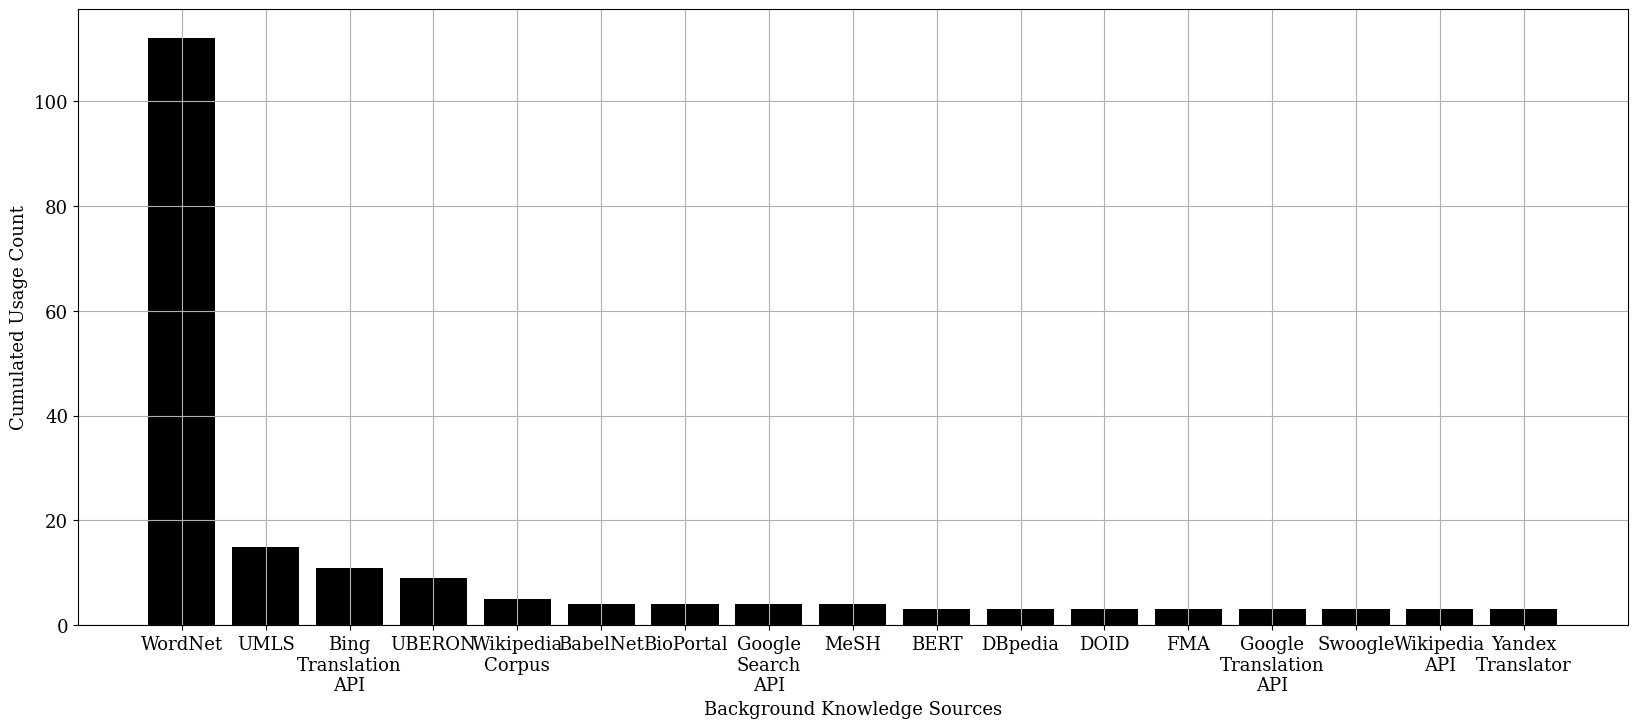 Cumulated Usage Count
100
80
60
40
20
0
WordNet UMLS Bing UBERON Wikipedia BabelNet BioPortal Google MeSH BERT DBpedia DOID FMA Google Swoogle Wikipedia Yandex
Translation Corpus Search Translation API Translator
API API API
Background Knowledge Sources